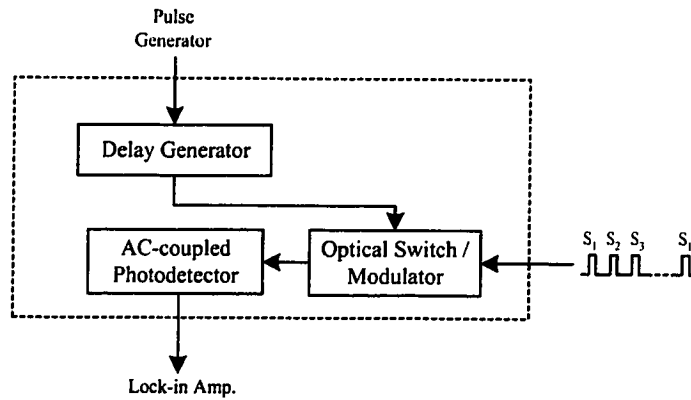 Pulse
Generator
Delay Generator
AC-coupled
Photodetector
Optical Switch /
Modulator
S₁ S₂ S₃ S₁
Lock-in Amp.